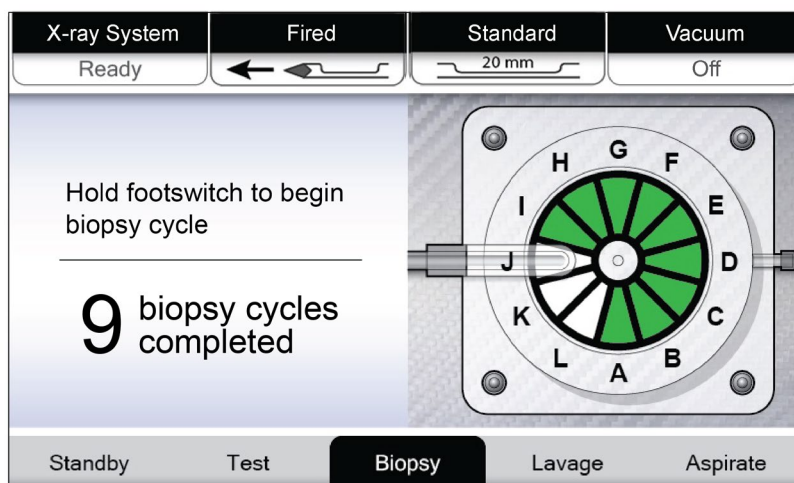 X-ray System
Ready
Fired
Standard
20 mm
Vacuum
Off
Hold footswitch to begin
biopsy cycle
9 biopsy cycles
completed
G
H F
I E
J D
K C
L B
A
Standby Test Biopsy Lavage Aspirate